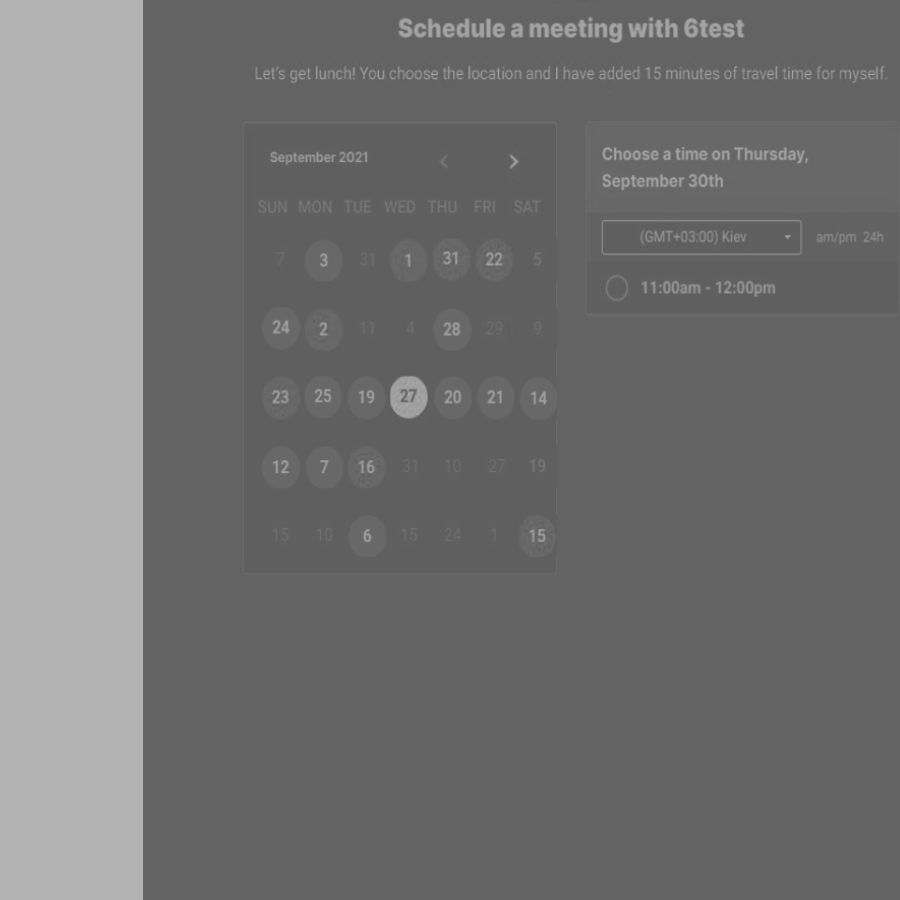 Schedule a meeting with 6test
Let's get lunch! You choose the location and I have added 15 minutes of travel time for myself.
September 2021
SUN MON TUE WED THU FRI SAT
7 3 31 1 31 22 5
24 2 11 4 28 29 9
23 25 19 27 20 21 14
12 7 16 31 10 27 19
15 10 6 15 24 1 15
Choose a time on Thursday,
September 30th
(GMT+03:00) Kiev am/pm 24h
11:00am - 12:00pm